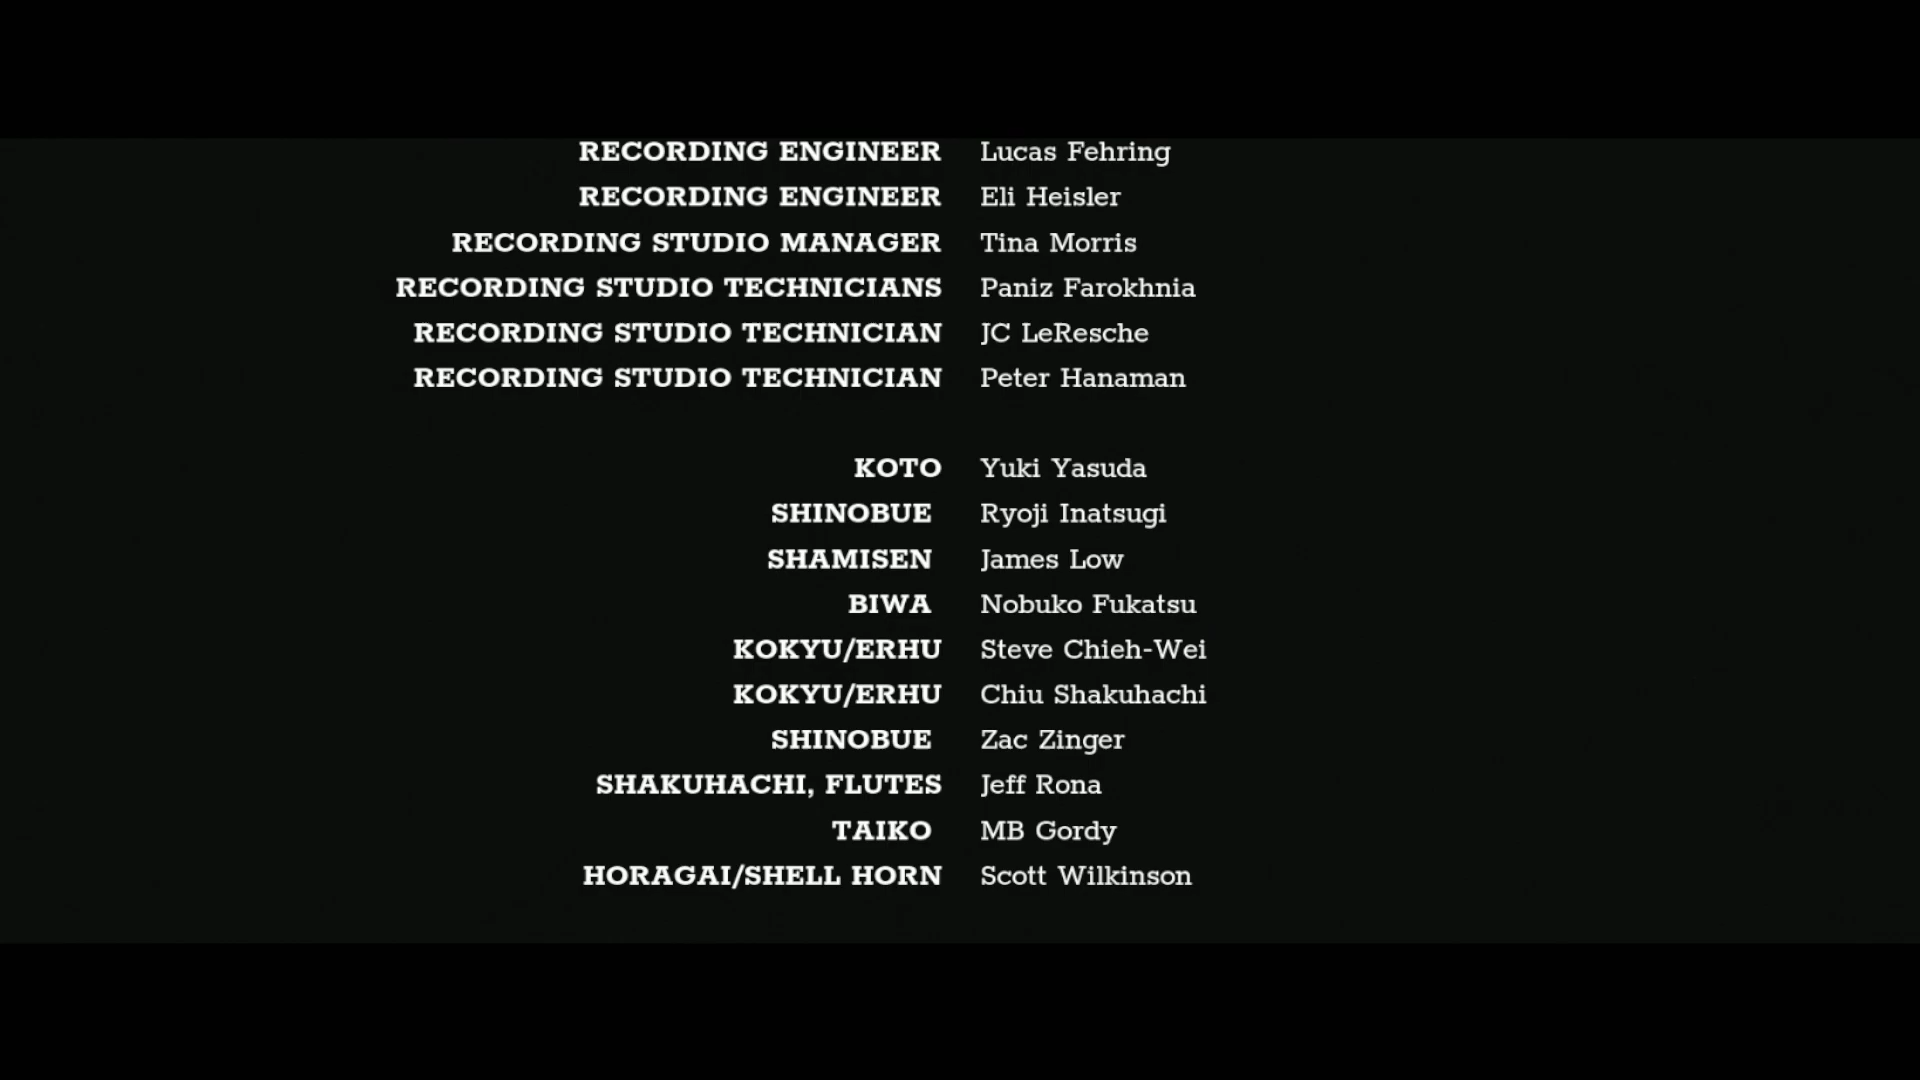 RECORDING ENGINEER Lucas Fehring
RECORDING ENGINEER Eli Heisler
RECORDING STUDIO MANAGER Tina Morris
RECORDING STUDIO TECHNICIANS Paniz Farokhnia
RECORDING STUDIO TECHNICIAN JC LeResche
RECORDING STUDIO TECHNICIAN Peter Hanaman
KOTO Yuki Yasuda
SHINOBUE Ryoji Inatsugi
SHAMISEN James Low
BIWA Nobuko Fukatsu
KOKYU/ERHU Steve Chieh-Wei
KOKYU/ERHU Chiu Shakuhachi
SHINOBUE Zac Zinger
SHAKUHACHI, FLUTES Jeff Rona
TAIKO MB Gordy
HORAGAI/SHELL HORN Scott Wilkinson